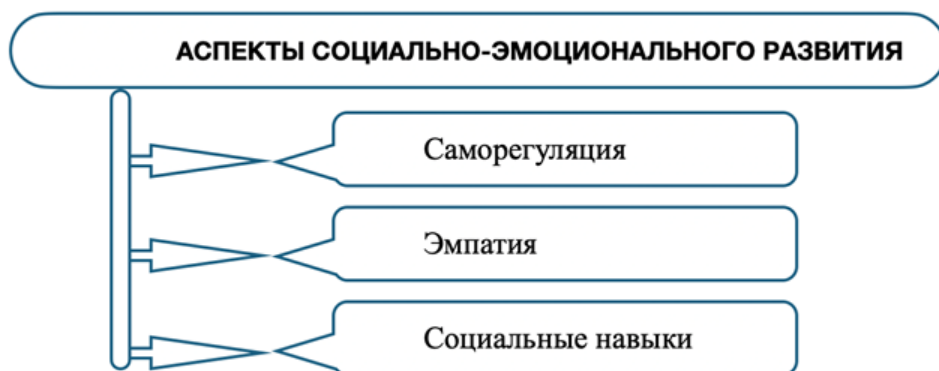 АСПЕКТЫ СОЦИАЛЬНО-ЭМОЦИОНАЛЬНОГО РАЗВИТИЯ
Саморегуляция
Эмпатия
Социальные навыки